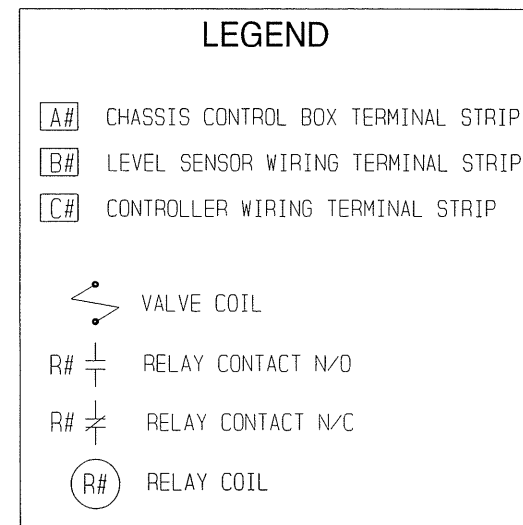 LEGEND
A# CHASSIS CONTROL BOX TERMINAL STRIP
B# LEVEL SENSOR WIRING TERMINAL STRIP
C# CONTROLLER WIRING TERMINAL STRIP
VALVE COIL
R# RELAY CONTACT N/O
R# RELAY CONTACT N/C
R# RELAY COIL